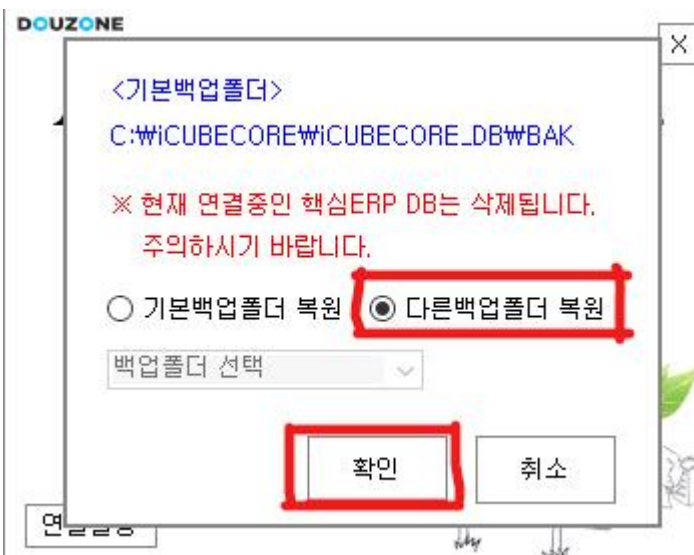 DOUZONE
X
<기본백업폴더>
C:₩iCUBECORE₩iCUBECORE_DB₩BAK
※ 현재 연결중인 핵심ERP DB는 삭제됩니다.
주의하시기 바랍니다.
기본백업폴더 복원 다른백업폴더 복원
백업폴더 선택
확인 취소